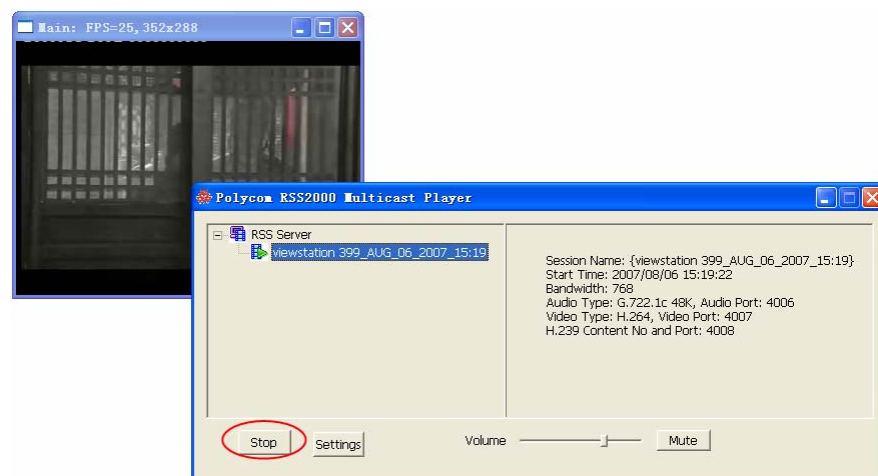 Main: FPS=25, 352x288
Polycom RSS2000 Multicast Player
RSS Server
viewstation 399_AUG_06_2007_15:19
Session Name: {viewstation 399_AUG_06_2007_15:19}
Start Time: 2007/08/06 15:19:22
Bandwidth: 768
Audio Type: G.722.1c 48K, Audio Port: 4006
Video Type: H.264, Video Port: 4007
H.239 Content No and Port: 4008
Stop
Settings
Volume
Mute